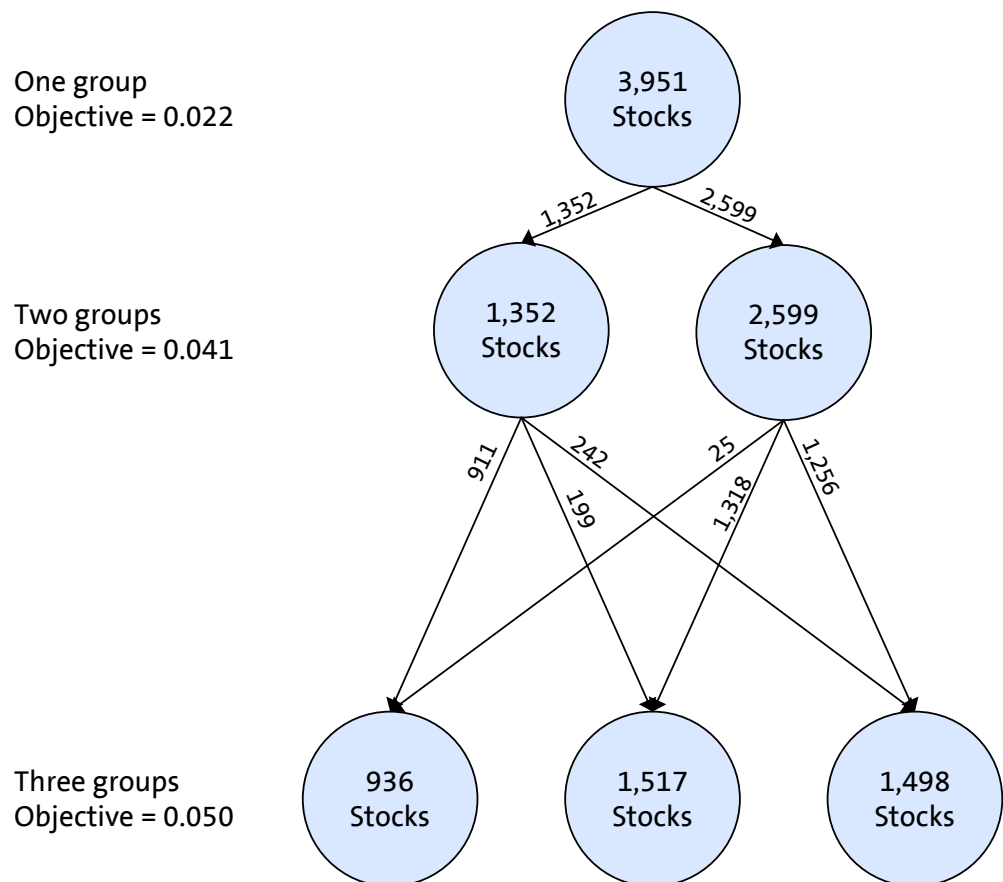 One group
Objective = 0.022
3,951
Stocks
1,352
2,599
Two groups
Objective = 0.041
1,352
Stocks
2,599
Stocks
911
199
242
25
1,318
1,256
Three groups
Objective = 0.050
936
Stocks
1,517
Stocks
1,498
Stocks